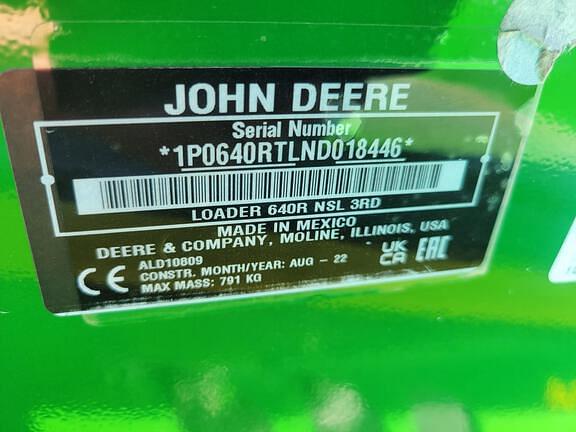 JOHN DEERE
Serial Number
*1P0640RTLND018446*
LOADER 640R NSL 3RD
MADE IN MEXICO
DEERE & COMPANY, MOLINE, ILLINOIS, USA
ALD10809
CONSTR. MONTH/YEAR: AUG - 22
MAX MASS: 791 KG
CE
UK
CA
EAC